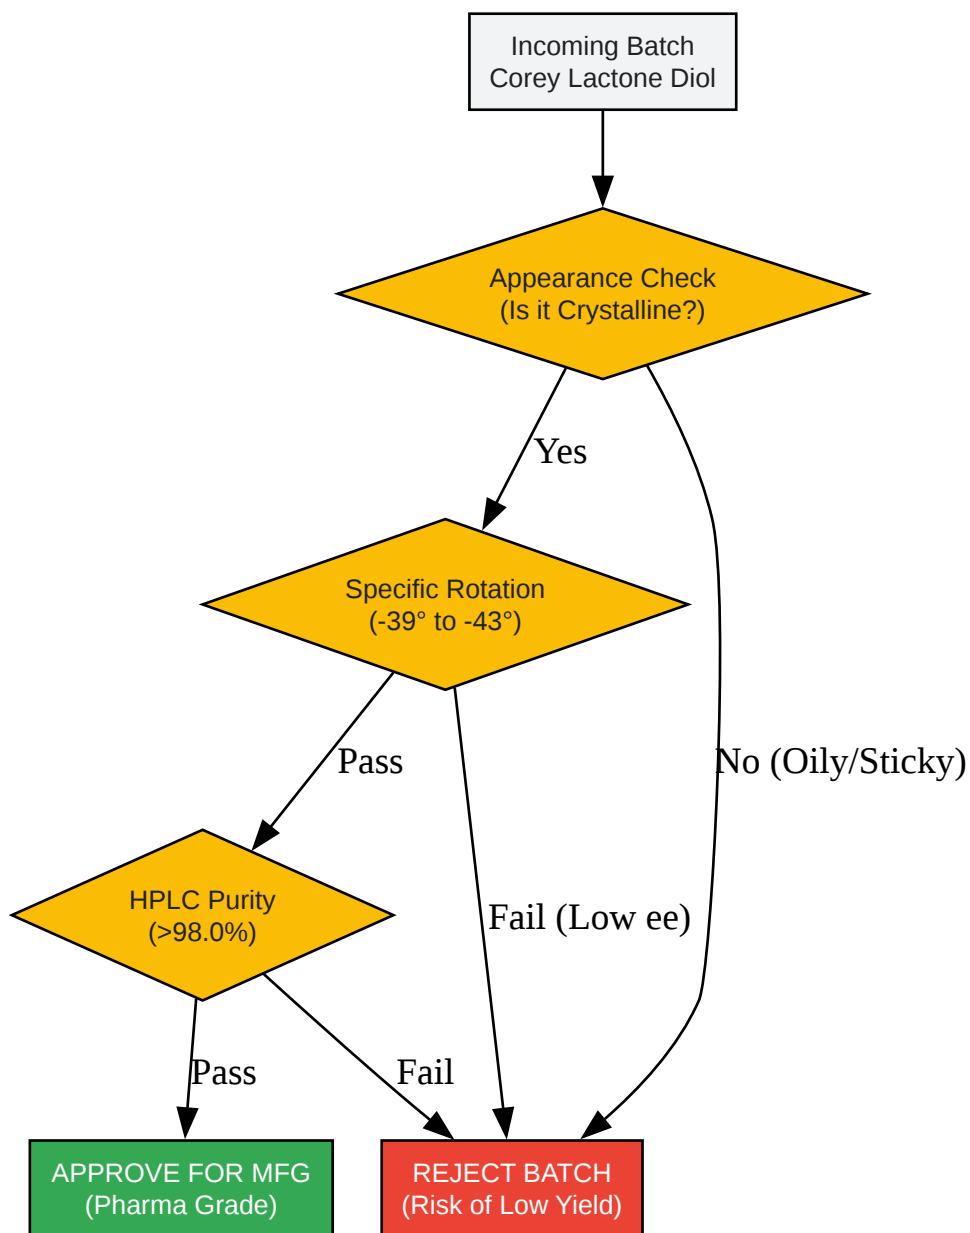 Incoming Batch
Corey Lactone Diol
Appearance Check
(Is it Crystalline?)
Yes
Specific Rotation
(-39° to -43°)
Pass
No (Oily/Sticky)
HPLC Purity
(>98.0%)
Fail (Low ee)
Pass
Fail
APPROVE FOR MFG
(Pharma Grade)
REJECT BATCH
(Risk of Low Yield)